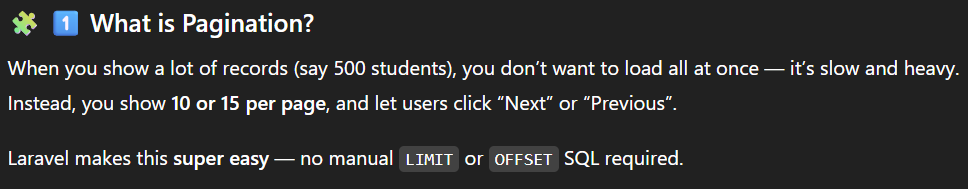 🧩 1️⃣ What is Pagination?
When you show a lot of records (say 500 students), you don’t want to load all at once — it’s slow and heavy.
Instead, you show 10 or 15 per page, and let users click “Next” or “Previous”.
Laravel makes this super easy — no manual LIMIT or OFFSET SQL required.